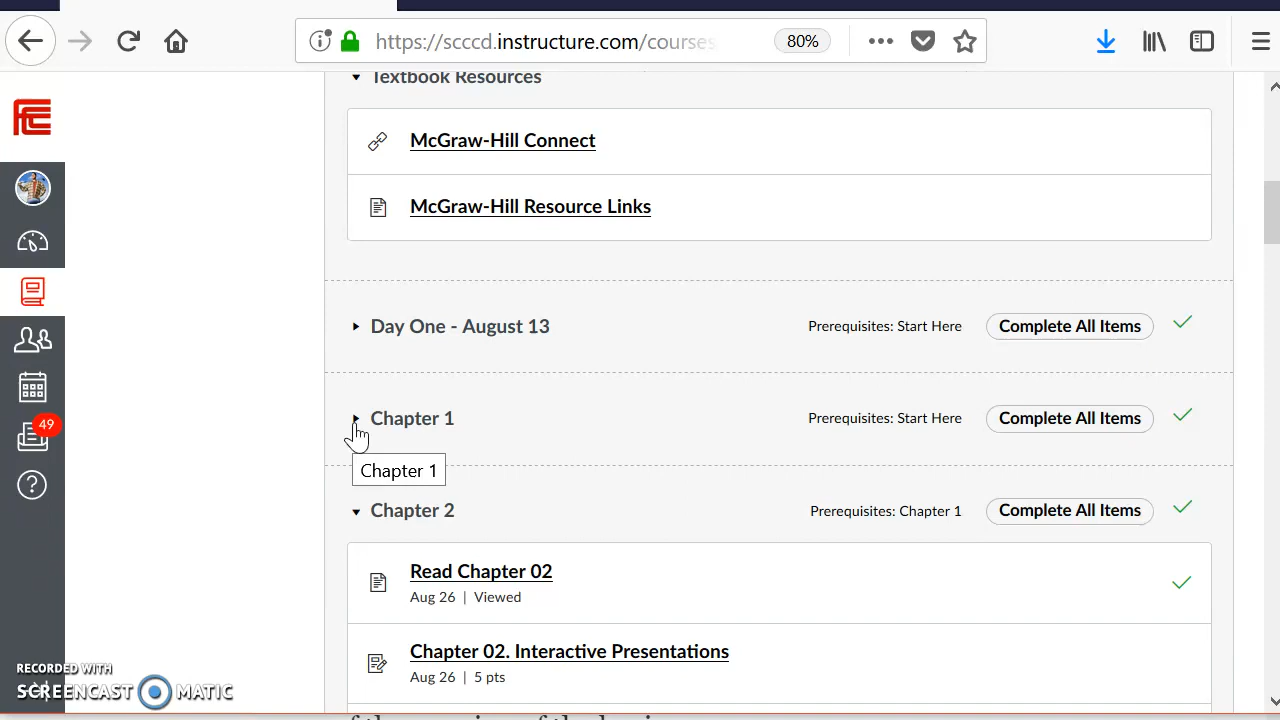 https://scccd.instructure.com/courses
80%
Textbook Resources
McGraw-Hill Connect
McGraw-Hill Resource Links
Day One - August 13
Prerequisites: Start Here
Complete All Items
Chapter 1
Prerequisites: Start Here
Complete All Items
Chapter 1
Chapter 2
Prerequisites: Chapter 1
Complete All Items
Read Chapter 02
Aug 26 | Viewed
Chapter 02. Interactive Presentations
Aug 26 | 5 pts
49
RECORDED WITH
SCREENCAST MATIC